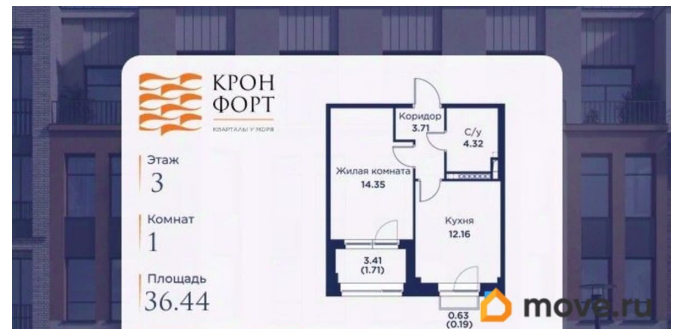 КРОН
ФОРТ
КВАРТАЛЫ У МОРЯ
Этаж
3
Комнат
1
Площадь
36.44
Коридор
3.71
С/у
4.32
Жилая комната
14.35
Кухня
12.16
3.41
(1.71)
0.63
(0.19)
move.ru